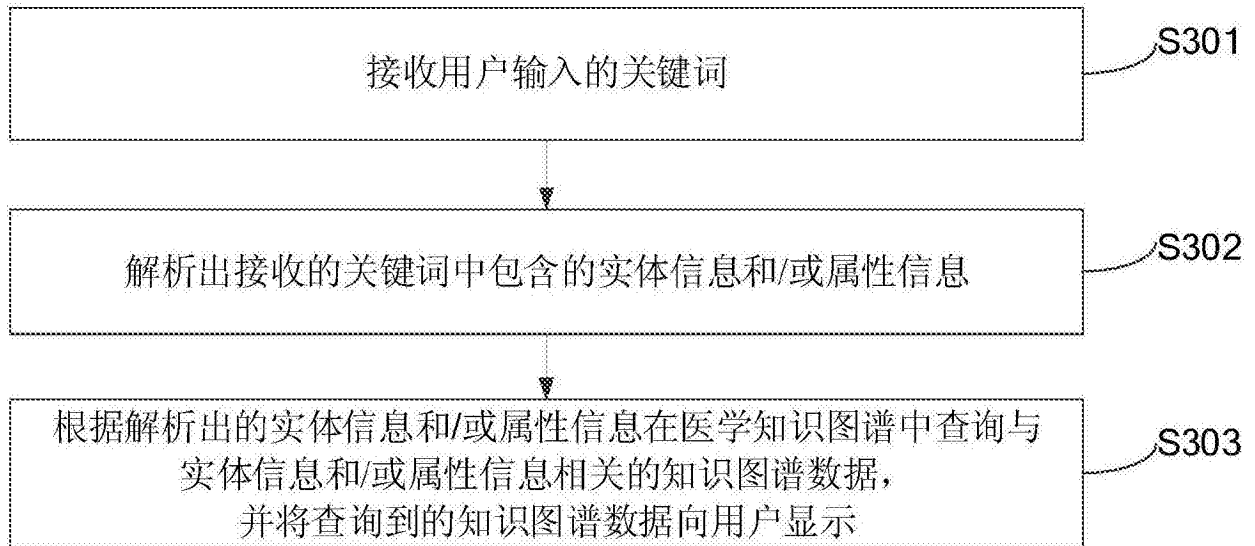 接收用户输入的关键词
S301
解析出接收的关键词中包含的实体信息和/或属性信息
S302
根据解析出的实体信息和/或属性信息在医学知识图谱中查询与
实体信息和/或属性信息相关的知识图谱数据，
并将查询到的知识图谱数据向用户显示
S303